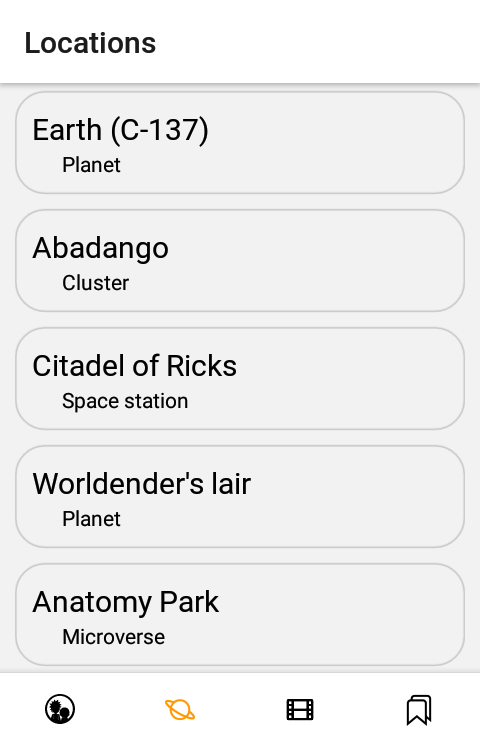 Locations
Earth (C-137)
Planet
Abadango
Cluster
Citadel of Ricks
Space station
Worldender's lair
Planet
Anatomy Park
Microverse